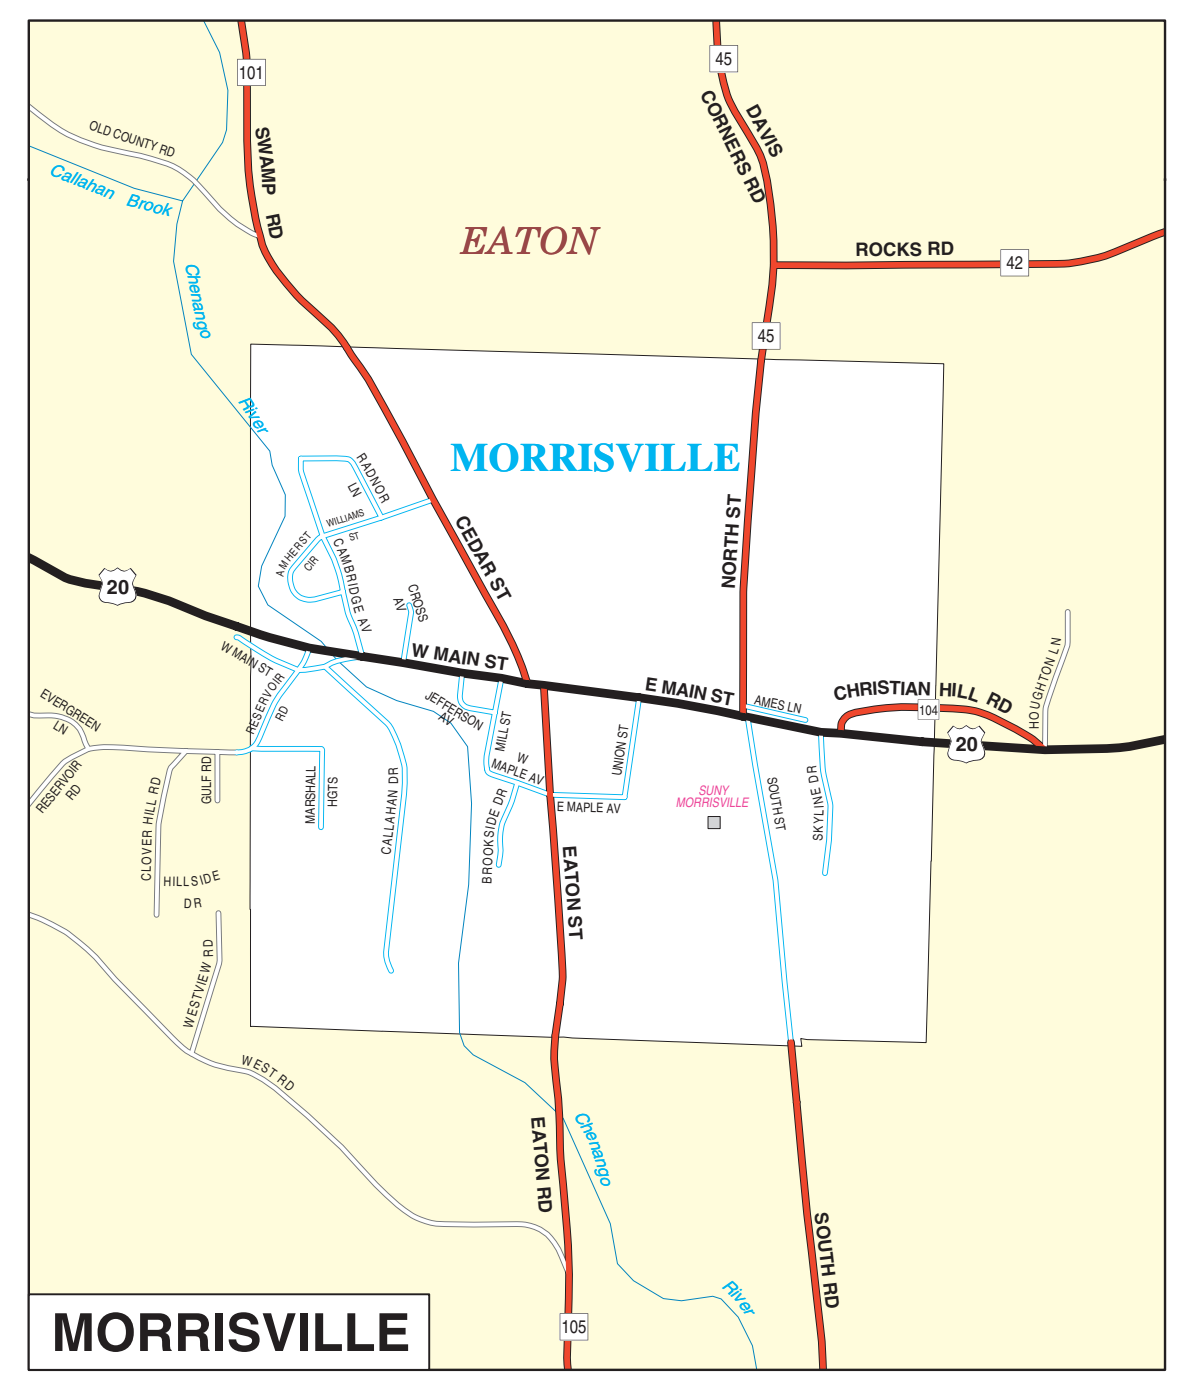 101
45
DAVIS
CORNERS RD
OLD COUNTY RD
SWAMP RD
Callahan Brook
EATON
ROCKS RD
42
Chenango
River
45
MORRISVILLE
RADNOR
LN
WILLIAMS
ST
AMHERST
CIR
CAMBRIDGE AV
CROSS
AV
CEDAR ST
NORTH ST
20
W MAIN ST
W MAIN ST
E MAIN ST
AMES LN
CHRISTIAN HILL RD
104
HOUGHTON LN
20
EVERGREEN
LN
RESERVOIR
RD
RESERVOIR
RD
JEFFERSON
AV
MILL ST
W
MAPLE AV
UNION ST
E MAPLE AV
BROOKSIDE DR
SUNY
MORRISVILLE
SOUTH ST
SKYLINE DR
GULF RD
CLOVER HILL RD
MARSHALL
HGTS
CALLAHAN DR
HILLSIDE
DR
EATON ST
WESTVIEW RD
WEST RD
EATON RD
Chenango
River
SOUTH RD
105
MORRISVILLE